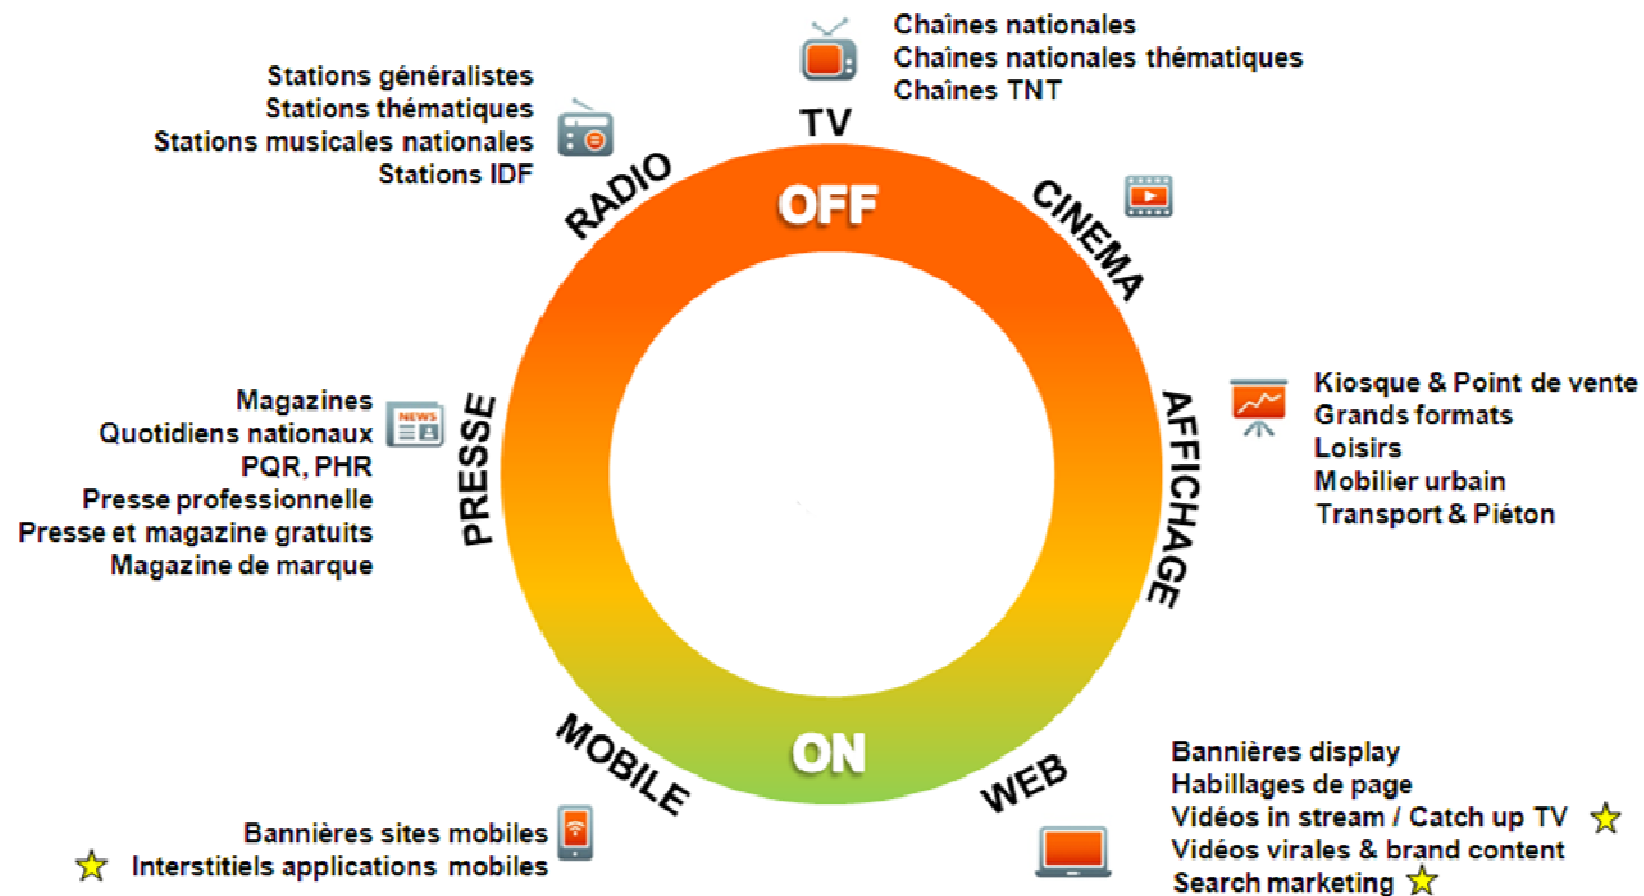 Chaînes nationales
Chaînes nationales thématiques
Chaînes TNT
TV
Stations généralistes
Stations thématiques
Stations musicales nationales
Stations IDF
RADIO
OFF
CINEMA
Magazines
Quotidiens nationaux
PQR, PHR
Presse professionnelle
Presse et magazine gratuits
Magazine de marque
NEWS
PRESSE
AFFICHAGE
Kiosque & Point de vente
Grands formats
Loisirs
Mobilier urbain
Transport & Piéton
MOBILE
ON
WEB
Bannières sites mobiles
Interstitiels applications mobiles
Bannières display
Habillages de page
Vidéos in stream / Catch up TV
Vidéos virales & brand content
Search marketing